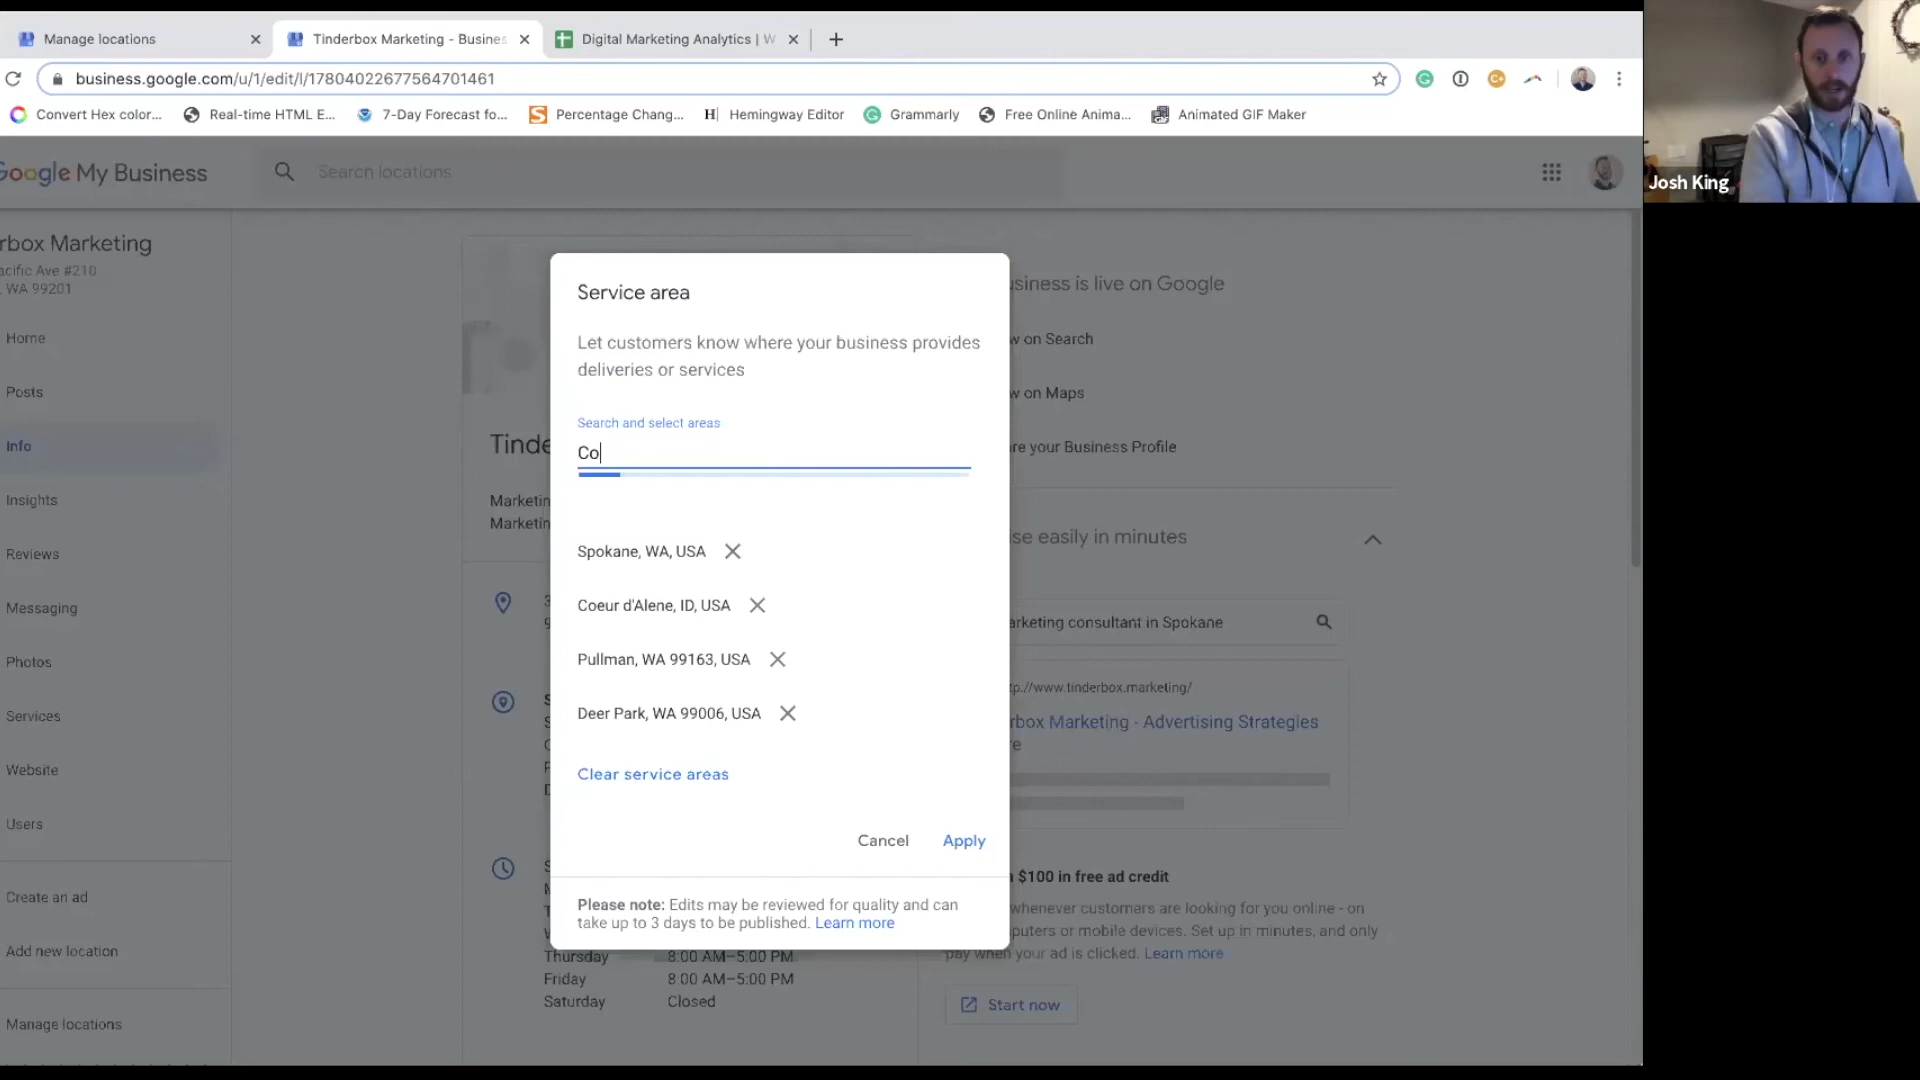 Manage locations
Tinderbox Marketing - Busines
Digital Marketing Analytics | W
business.google.com/u/1/edit/l/17804022677564701461
Convert Hex color...
Real-time HTML E...
7-Day Forecast fo...
Percentage Chang...
Hemingway Editor
Grammarly
Free Online Anima...
Animated GIF Maker
Josh King
Google My Business
Search locations
rbox Marketing
acific Ave #210
, WA 99201
Home
Posts
Info
Insights
Reviews
Messaging
Photos
Services
Website
Users
Create an ad
Add new location
Manage locations
Tinde
Marketin
Marketin
Service area
Let customers know where your business provides
deliveries or services
Search and select areas
Co
Spokane, WA, USA
Coeur d'Alene, ID, USA
Pullman, WA 99163, USA
Deer Park, WA 99006, USA
Clear service areas
Cancel
Apply
Please note: Edits may be reviewed for quality and can
take up to 3 days to be published. Learn more
Thursday 8:00 AM–5:00 PM
Friday 8:00 AM–5:00 PM
Saturday Closed
usiness is live on Google
w on Search
w on Maps
re your Business Profile
ise easily in minutes
arketing consultant in Spokane
tp://www.tinderbox.marketing/
rbox Marketing - Advertising Strategies
re
$100 in free ad credit
whenever customers are looking for you online - on
puters or mobile devices. Set up in minutes, and only
pay when your ad is clicked. Learn more
Start now